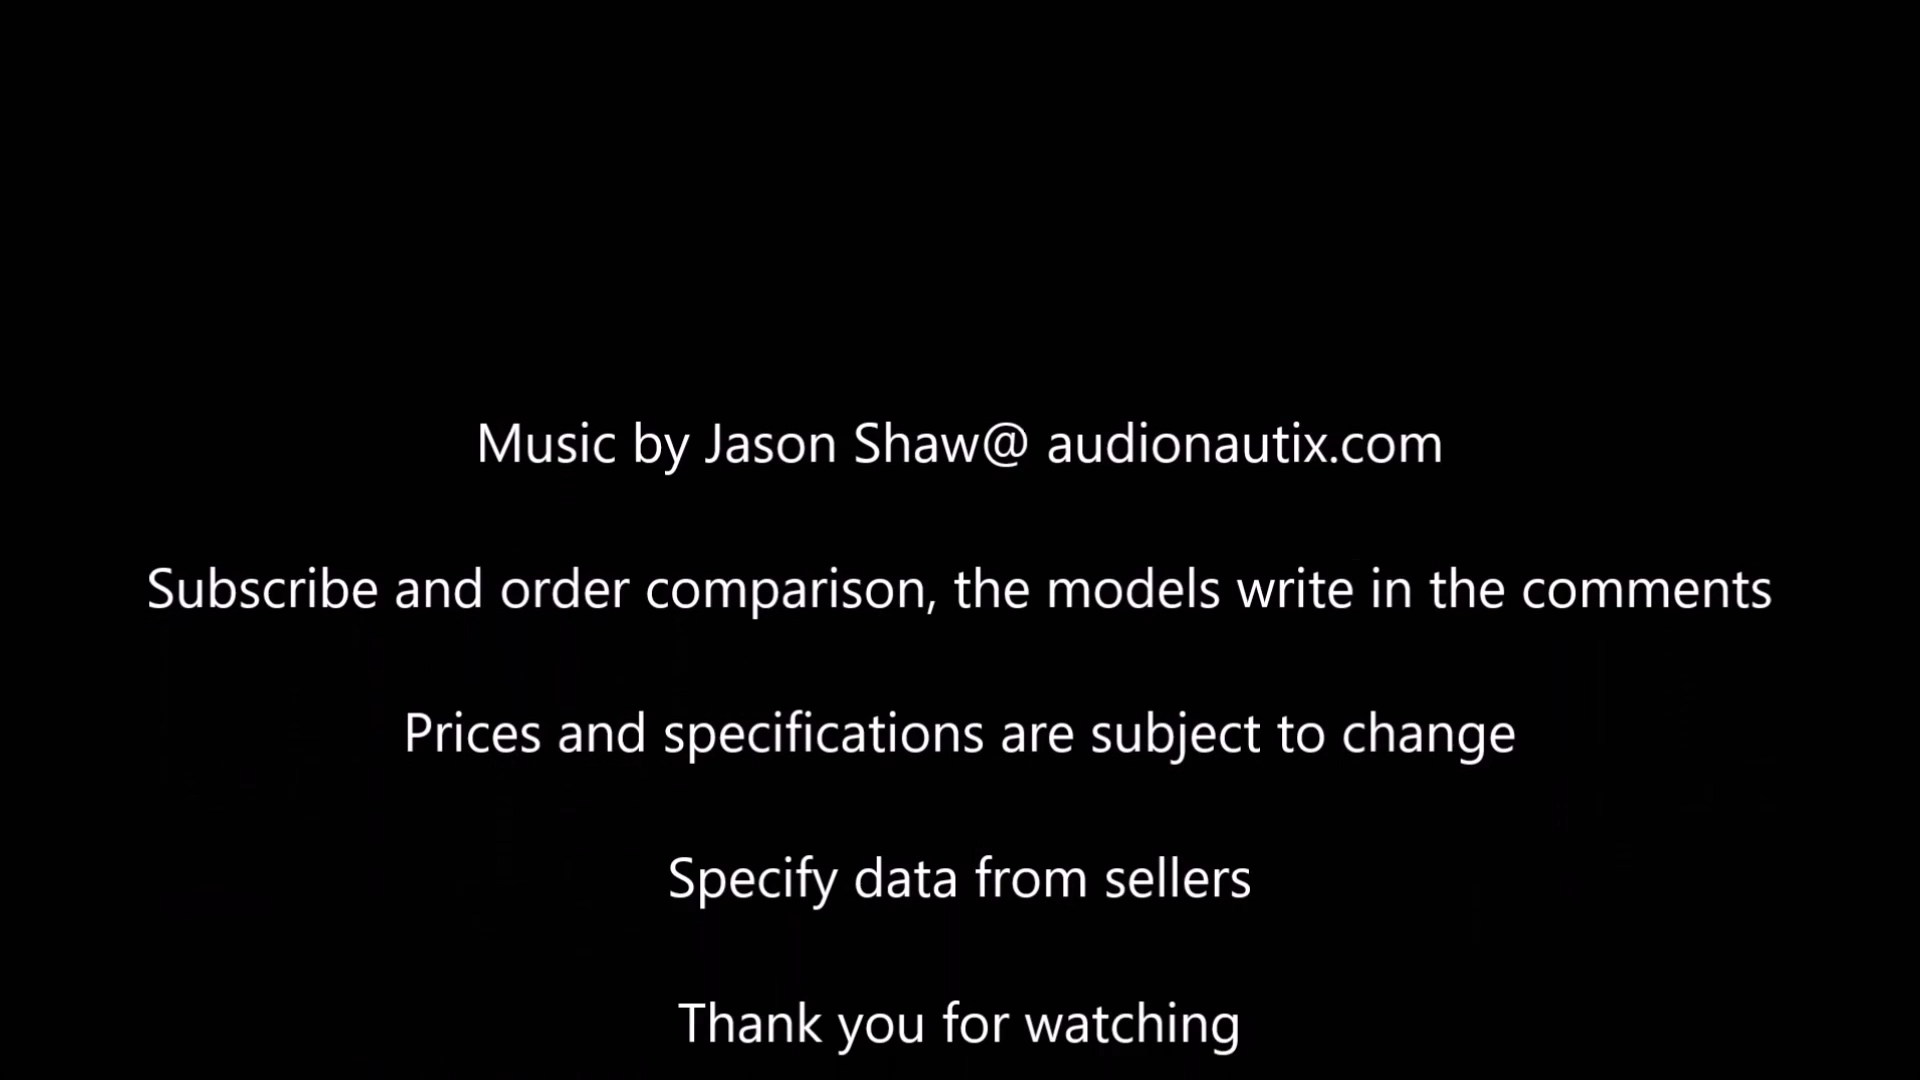 Music by Jason Shaw@ audionautix.com
Subscribe and order comparison, the models write in the comments
Prices and specifications are subject to change
Specify data from sellers
Thank you for watching